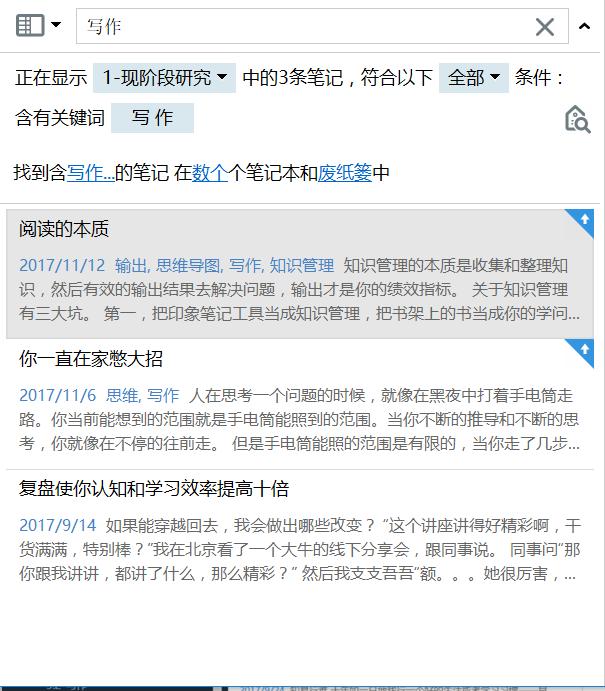 写作
正在显示 1-现阶段研究 中的3条笔记，符合以下 全部 条件：
含有关键词 写 作
找到含写作...的笔记 在数个个笔记本和废纸篓中
阅读的本质
2017/11/12 输出, 思维导图, 写作, 知识管理 知识管理的本质是收集和整理知
识，然后有效的输出结果去解决问题，输出才是你的绩效指标。 关于知识管理
有三大坑。 第一，把印象笔记工具当成知识管理，把书架上的书当成你的学问...
你一直在家憋大招
2017/11/6 思维, 写作 人在思考一个问题的时候，就像在黑夜中打着手电筒走
路。你当前能想到的范围就是手电筒能照到的范围。当你不断的推导和不断的思
考，你就像在不停的往前走。 但是手电筒能照的范围是有限的，当你走了几步...
复盘使你认知和学习效率提高十倍
2017/9/14 如果能穿越回去，我会做出哪些改变？ “这个讲座讲得好精彩啊，干
货满满，特别棒？”我在北京看了一个大牛的线下分享会，跟同事说。 同事问”那
你跟我讲讲，都讲了什么，那么精彩？” 然后我支支吾吾”额。。。她很厉害，...